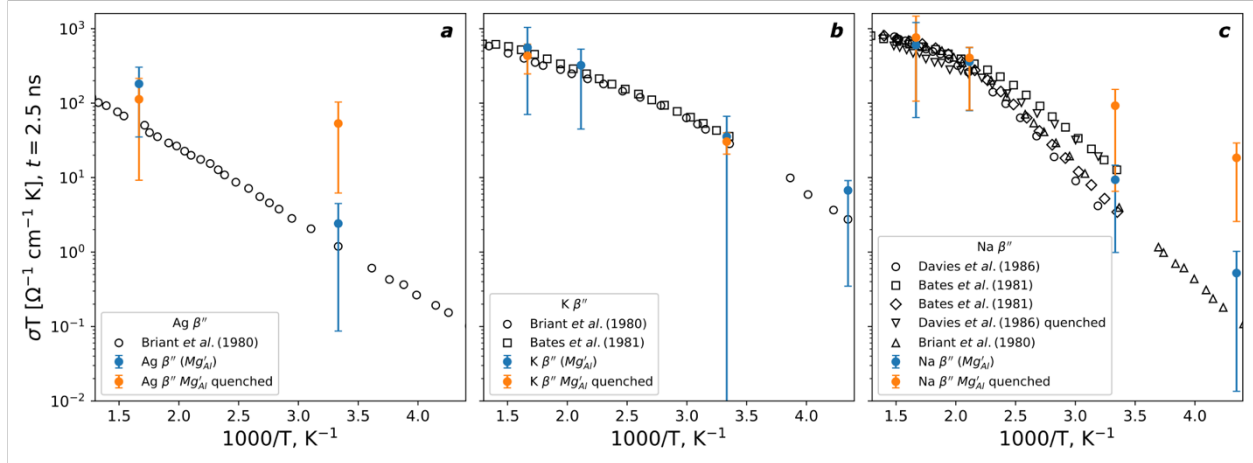 a
b
c
σT [Ω⁻¹ cm⁻¹ K], t = 2.5 ns
10³
10²
10¹
10⁰
10⁻¹
10⁻²
Ag β′′
Briant et al. (1980)
Ag β′′ (Mg′Al)
Ag β′′ Mg′Al quenched
K β′′
Briant et al. (1980)
Bates et al. (1981)
K β′′ (Mg′Al)
K β′′ Mg′Al quenched
Na β′′
Davies et al. (1986)
Bates et al. (1981)
Bates et al. (1981)
Davies et al. (1986) quenched
Briant et al. (1980)
Na β′′ (Mg′Al)
Na β′′ Mg′Al quenched
1.5 2.0 2.5 3.0 3.5 4.0
1.5 2.0 2.5 3.0 3.5 4.0
1.5 2.0 2.5 3.0 3.5 4.0
1000/T, K⁻¹
1000/T, K⁻¹
1000/T, K⁻¹